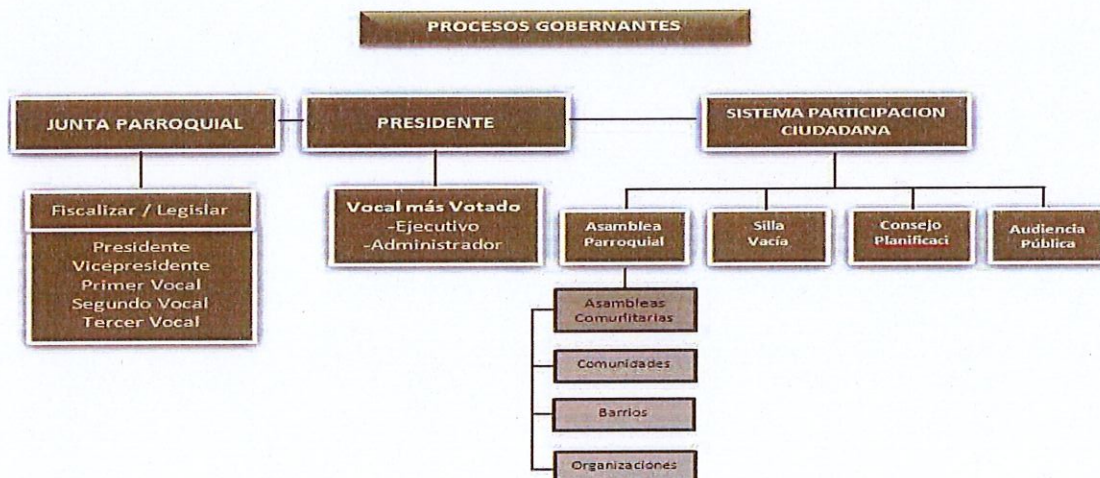 PROCESOS GOBERNANTES
JUNTA PARROQUIAL
PRESIDENTE
SISTEMA PARTICIPACION
CIUDADANA
Fiscalizar / Legislar
Presidente
Vicepresidente
Primer Vocal
Segundo Vocal
Tercer Vocal
Vocal más Votado
-Ejecutivo
-Administrador
Asamblea
Parroquial
Silla
Vacía
Consejo
Planificaci
Audiencia
Pública
Asambleas
Comunitarias
Comunidades
Barrios
Organizaciones